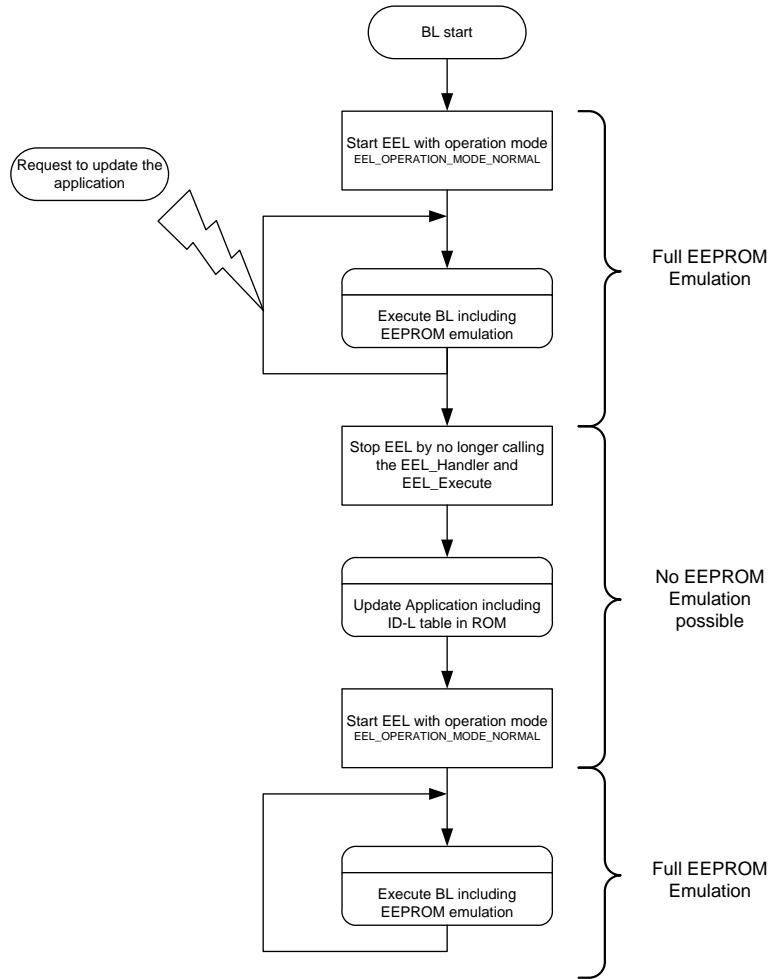 BL start
Start EEL with operation mode
EEL_OPERATION_MODE_NORMAL
Request to update the
application
Full EEPROM
Emulation
Execute BL including
EEPROM emulation
Stop EEL by no longer calling
the EEL_Handler and
EEL_Execute
No EEPROM
Emulation
possible
Update Application including
ID-L table in ROM
Start EEL with operation mode
EEL_OPERATION_MODE_NORMAL
Full EEPROM
Emulation
Execute BL including
EEPROM emulation